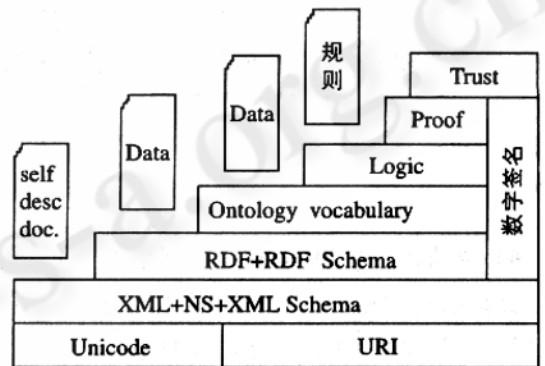 规
则
Trust
Data
Proof
Data
Logic
self
desc
doc.
数字签名
Ontology vocabulary
RDF+RDF Schema
XML+NS+XML Schema
Unicode
URI